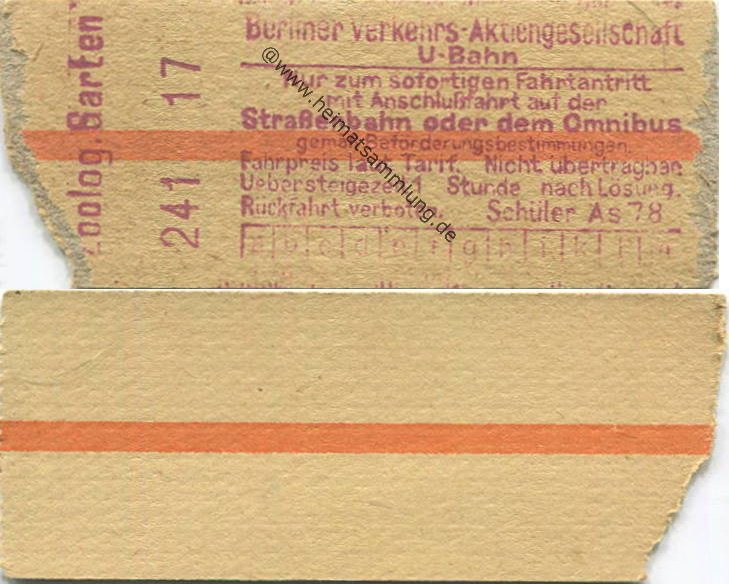 Zoolog. Garten
241 17
Berliner Verkehrs-Aktiengesellschaft
U-Bahn
nur zum sofortigen Fahrtantritt
mit Anschlußfahrt auf der
Straßenbahn oder dem Omnibus
gemäß Beförderungsbestimmungen.
Fahrpreis laut Tarif. Nicht übertragbar.
Uebersteigezeit 1 Stunde nach Lösung.
Rückfahrt verboten. Schüler As 78
a b c d e f g h i k l m
@www.heimatsammlung.de